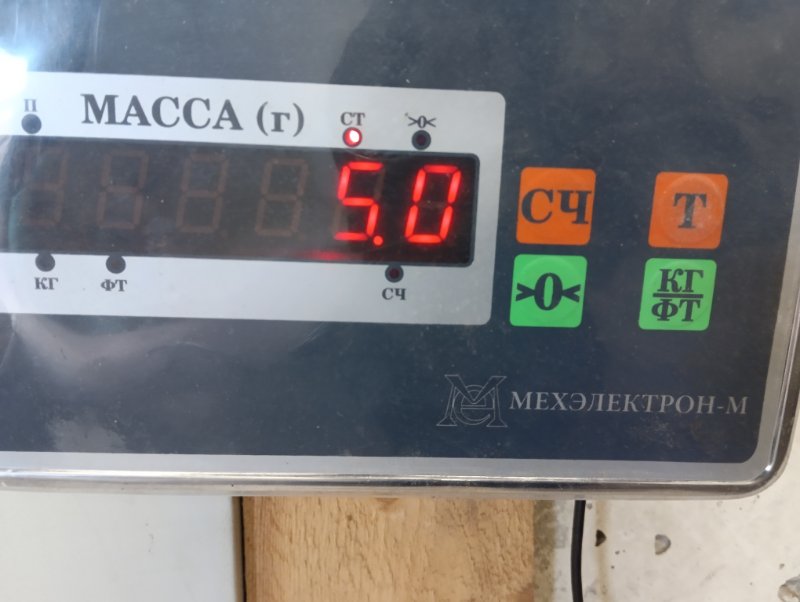 П
МАССА (г)
СТ
>0<
5.0
КГ
ФТ
СЧ
СЧ
Т
>0<
КГ
ФТ
МЕХЭЛЕКТРОН-М